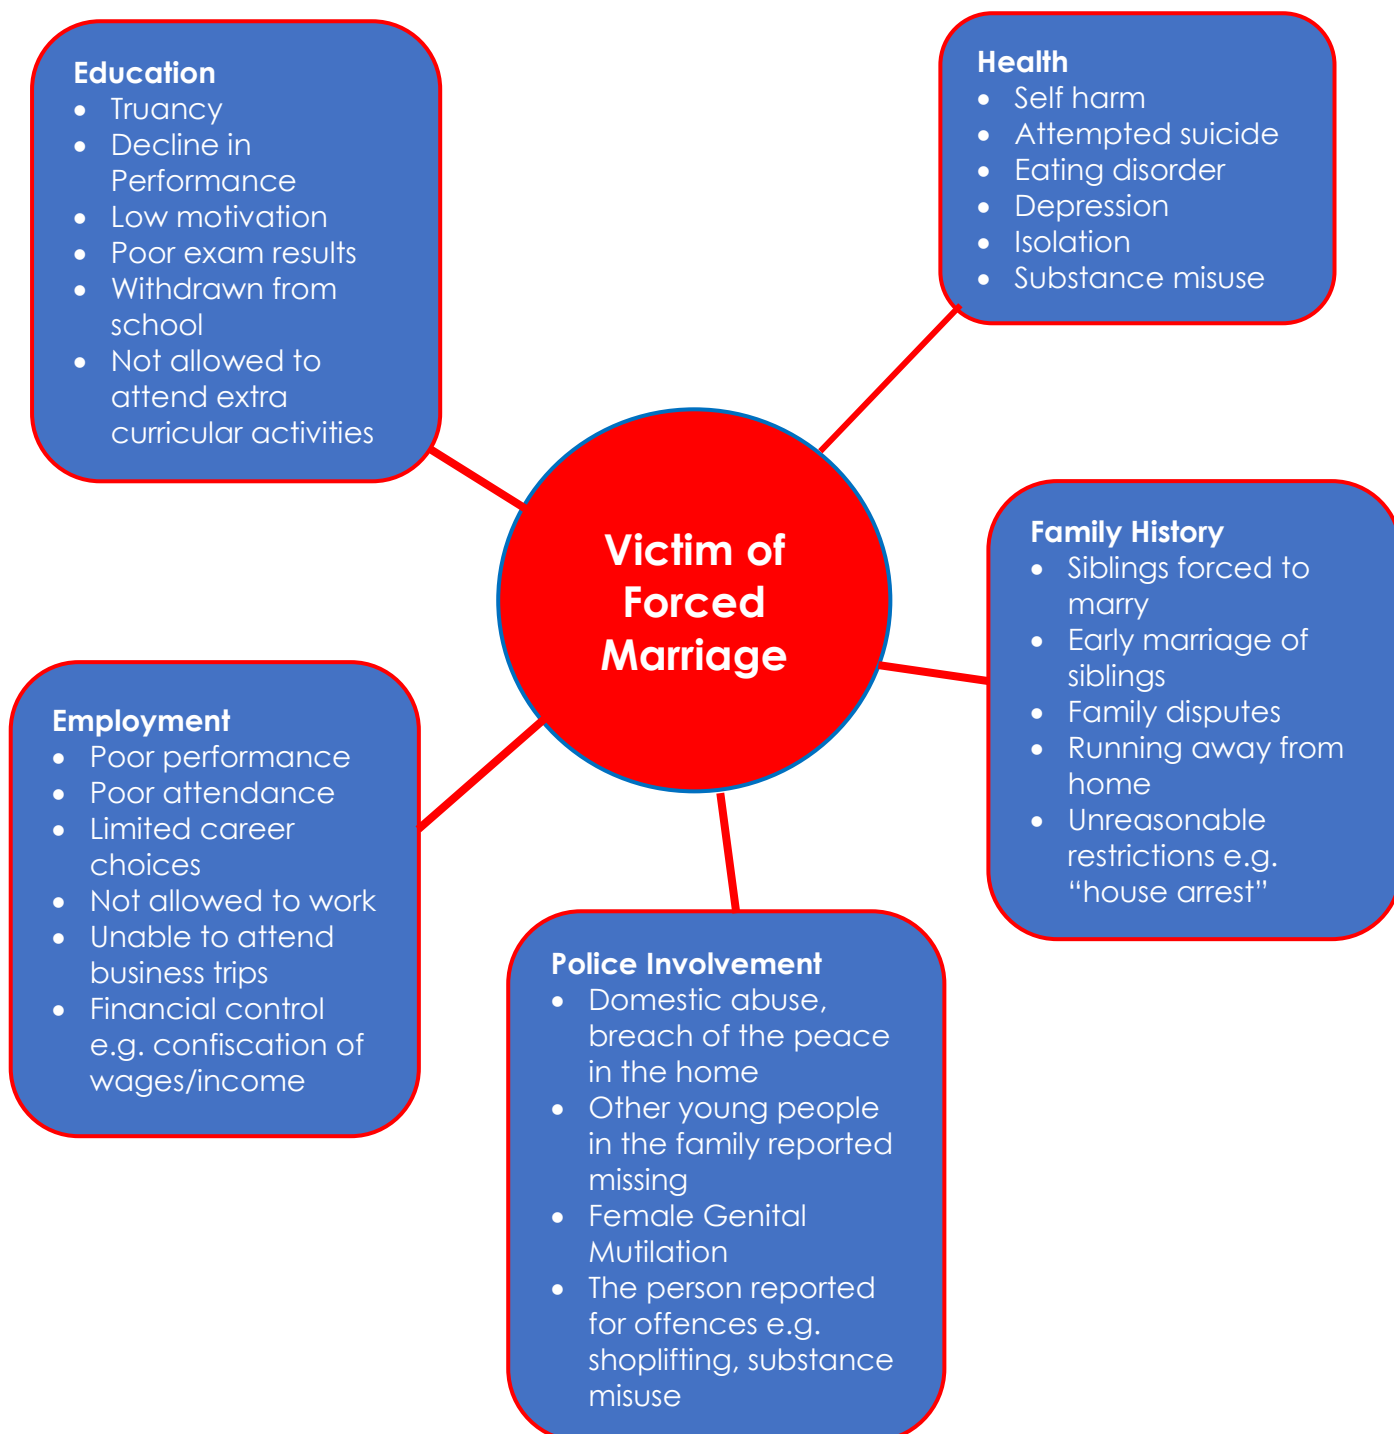 Education
• Truancy
• Decline in
Performance
• Low motivation
• Poor exam results
• Withdrawn from
school
• Not allowed to
attend extra
curricular activities
Health
• Self harm
• Attempted suicide
• Eating disorder
• Depression
• Isolation
• Substance misuse
Victim of
Forced
Marriage
Family History
• Siblings forced to
marry
• Early marriage of
siblings
• Family disputes
• Running away from
home
• Unreasonable
restrictions e.g.
“house arrest”
Employment
• Poor performance
• Poor attendance
• Limited career
choices
• Not allowed to work
• Unable to attend
business trips
• Financial control
e.g. confiscation of
wages/income
Police Involvement
• Domestic abuse,
breach of the peace
in the home
• Other young people
in the family reported
missing
• Female Genital
Mutilation
• The person reported
for offences e.g.
shoplifting, substance
misuse